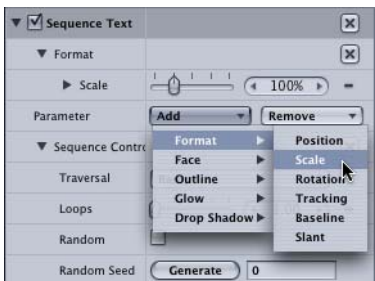 Sequence Text
Format
Scale 100%
Parameter Add Remove
Format Position
Sequence Contro
Face Scale
Traversal Outline Rotation
Glow Tracking
Loops Drop Shadow Baseline
Random Slant
Random Seed Generate 0